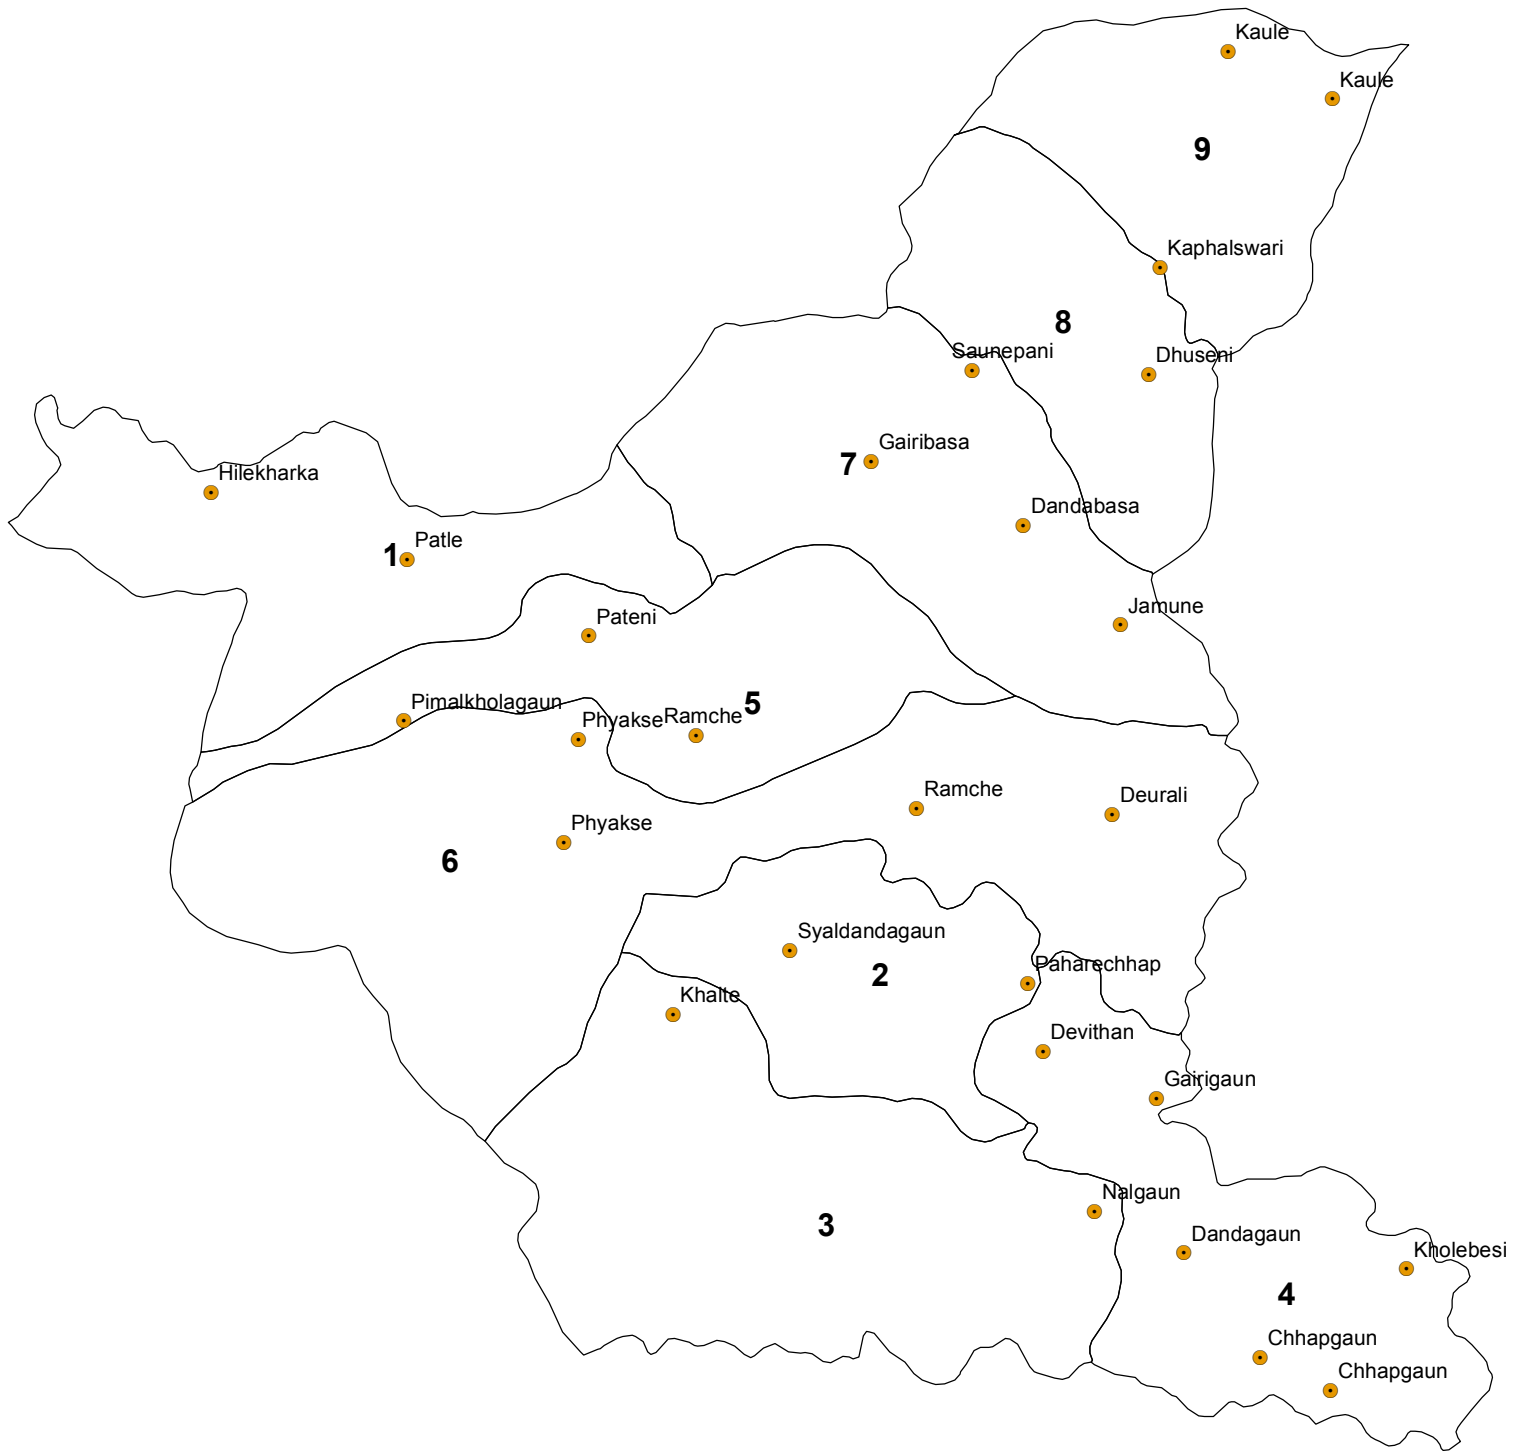 Kaule
Kaule
9
Kaphalswari
8
Saunepani
Dhuseni
Gairibasa
7
Hilekharka
Dandabasa
Patle
1
Jamune
Pateni
Pimalkholagaun
5
Phyakse
Ramche
Ramche
Deurali
Phyakse
6
Syaldandagaun
2
Paharechhap
Khalte
Devithan
Gairigaun
Nalgaun
3
Dandagaun
Kholebesi
4
Chhapgaun
Chhapgaun